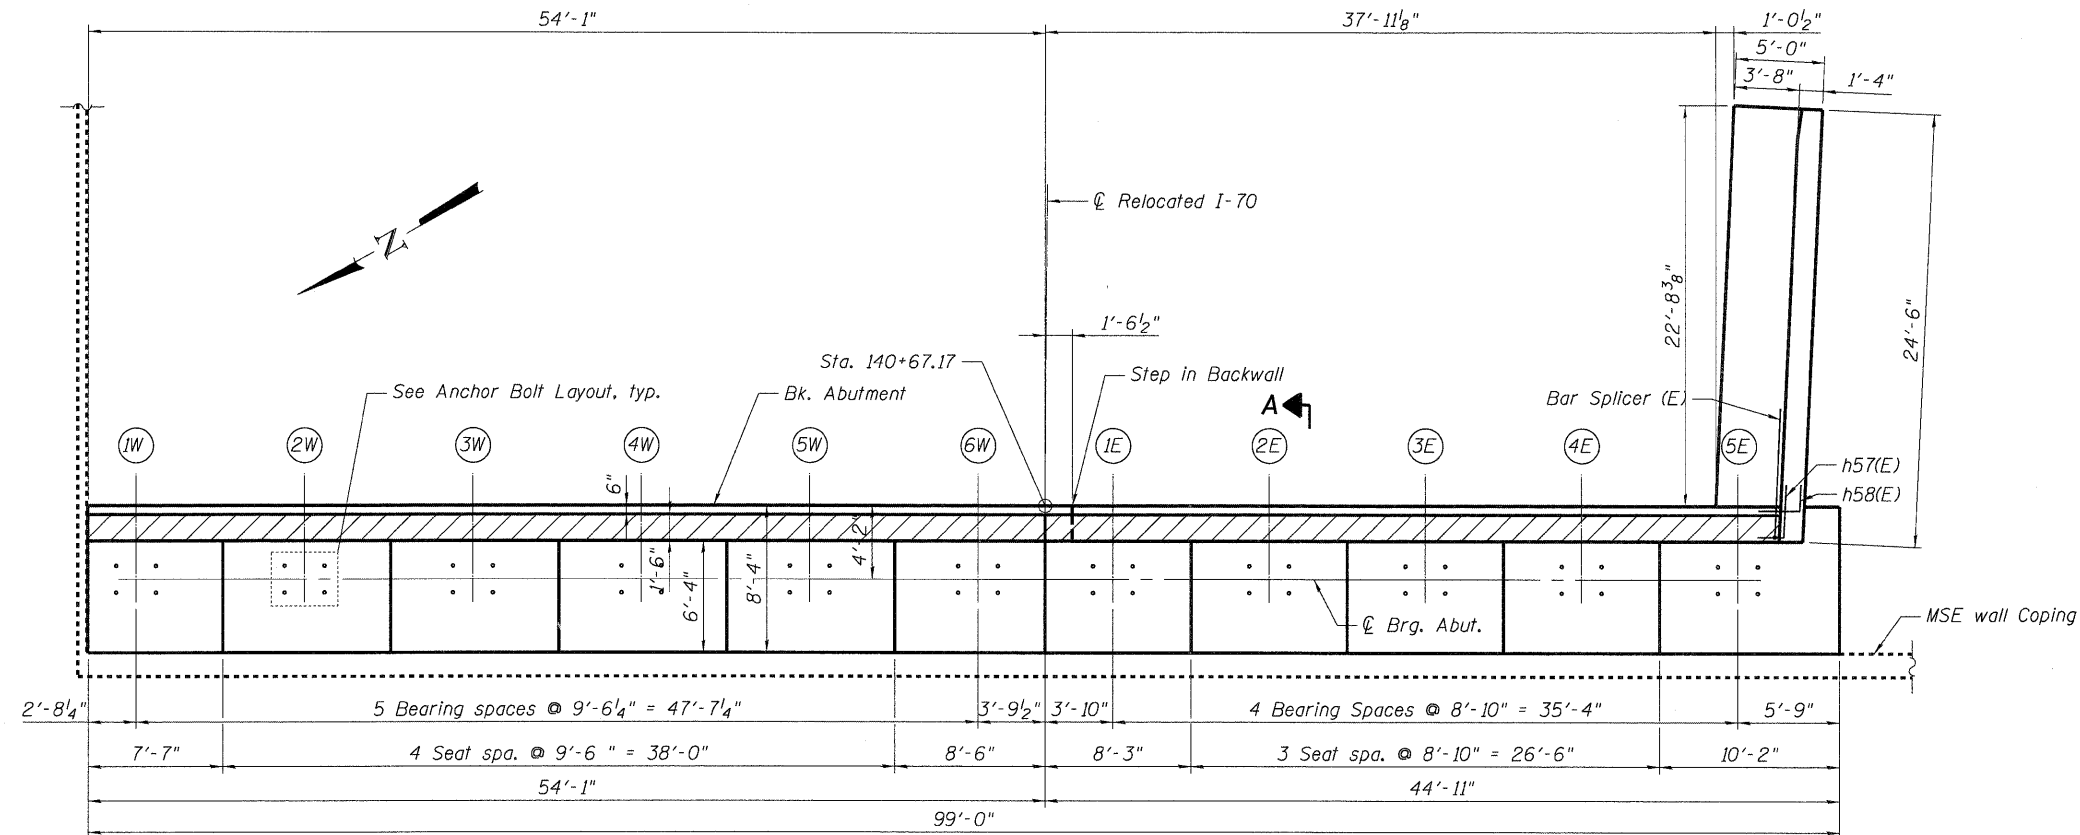 54'-1" 37'-11⅛" 1'-0½"
5'-0"
3'-8" 1'-4"
℄ Relocated I-70
N
22'-8⅜"
24'-6"
1'-6½"
Sta. 140+67.17
Step in Backwall
See Anchor Bolt Layout, typ.
Bk. Abutment
A
Bar Splicer (E)
1W 2W 3W 4W 5W 6W 1E 2E 3E 4E 5E
h57(E)
h58(E)
6"
1'-6"
6'-4"
8'-4"
4'-2"
℄ Brg. Abut.
MSE wall Coping
2'-8¼" 5 Bearing spaces @ 9'-6¼" = 47'-7¼" 3'-9½" 3'-10" 4 Bearing Spaces @ 8'-10" = 35'-4" 5'-9"
7'-7" 4 Seat spa. @ 9'-6 " = 38'-0" 8'-6" 8'-3" 3 Seat spa. @ 8'-10" = 26'-6" 10'-2"
54'-1" 44'-11"
99'-0"